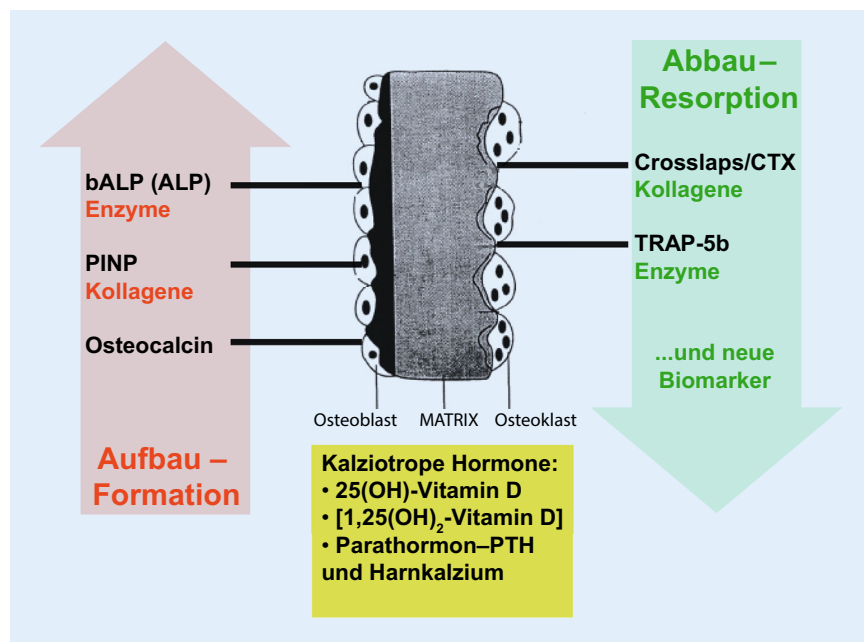 bALP (ALP)
Enzyme
PINP
Kollagene
Osteocalcin
Aufbau –
Formation
Osteoblast
MATRIX
Osteoklast
Kalziotrope Hormone:
• 25(OH)-Vitamin D
• [1,25(OH)₂-Vitamin D]
• Parathormon–PTH
und Harnkalzium
Abbau –
Resorption
Crosslaps/CTX
Kollagene
TRAP-5b
Enzyme
...und neue
Biomarker